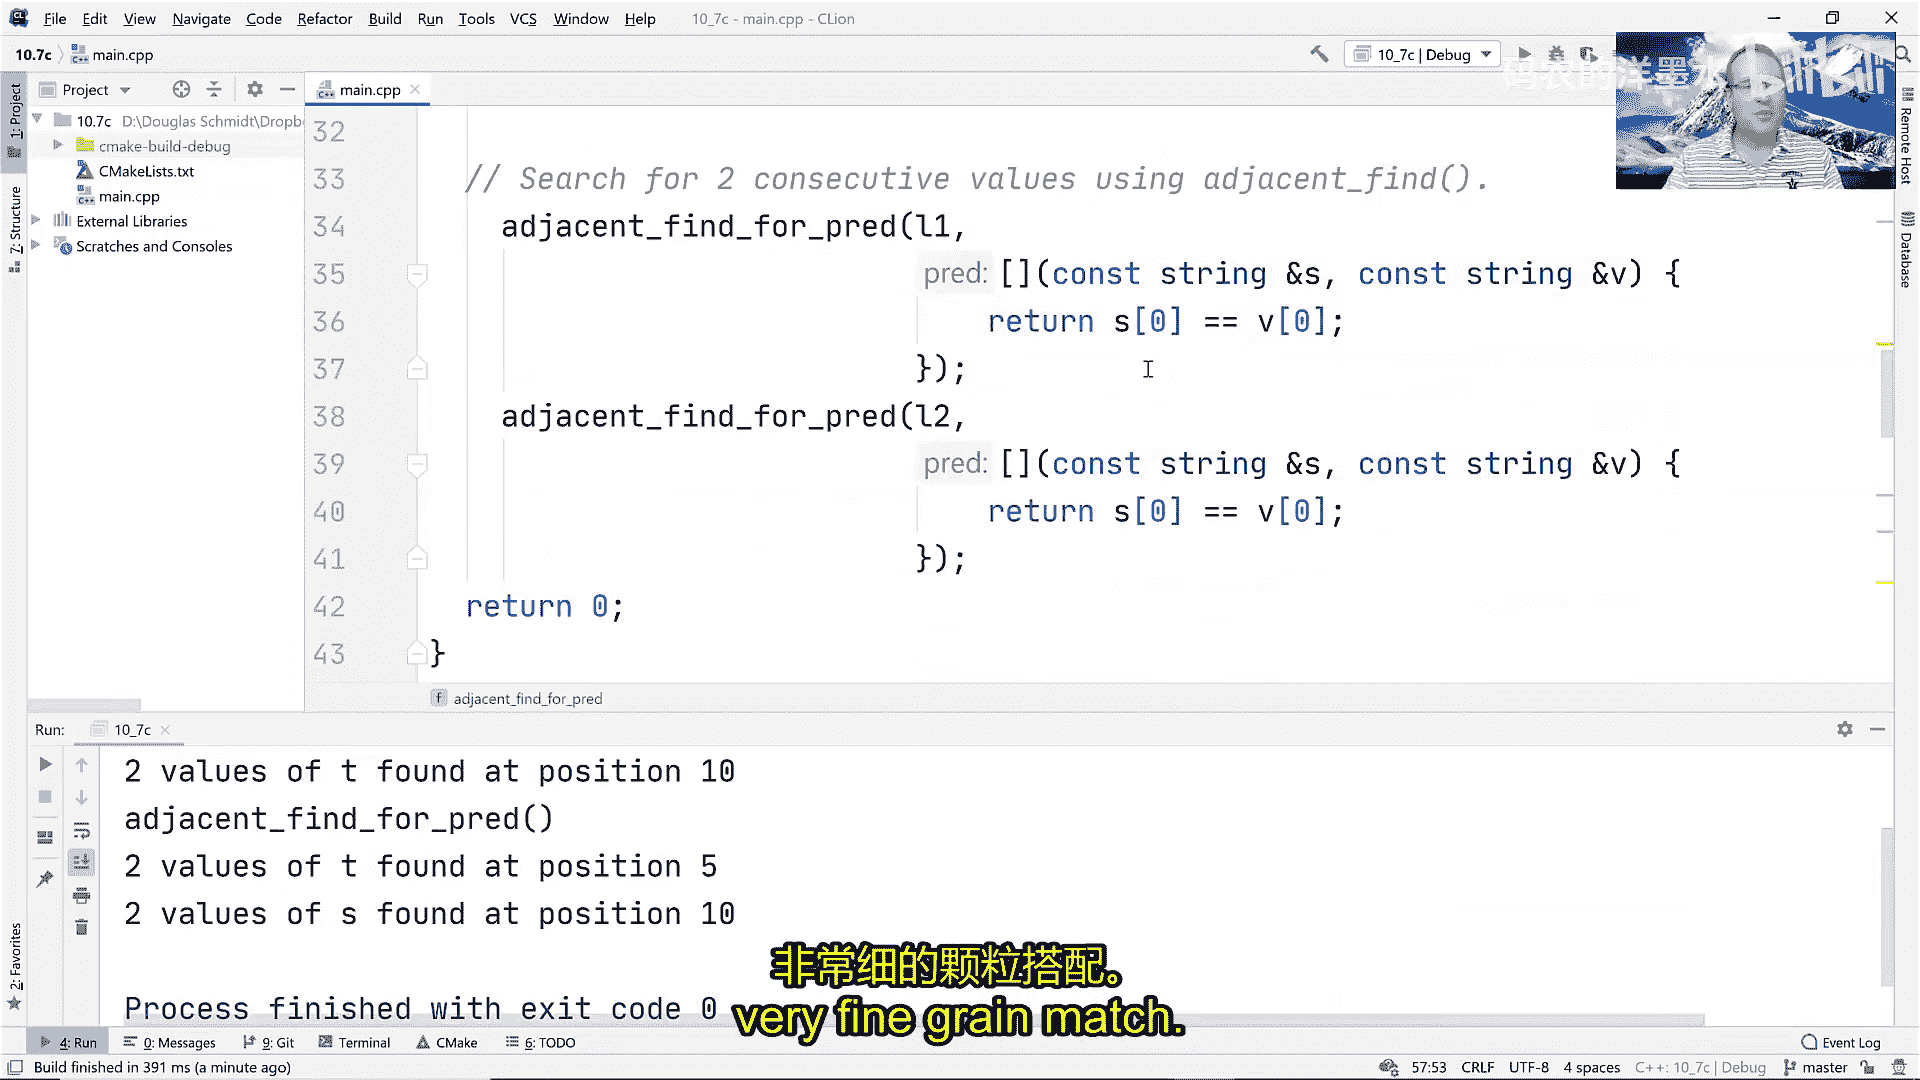 File Edit View Navigate Code Refactor Build Run Tools VCS Window Help 10_7c - main.cpp - CLion
10.7c main.cpp
10_7c | Debug
码农的洋墨水 bilibili
1: Project
7: Structure
2: Favorites
Project
10.7c D:\Douglas Schmidt\Dropb
cmake-build-debug
CMakeLists.txt
main.cpp
External Libraries
Scratches and Consoles
main.cpp
32
33 // Search for 2 consecutive values using adjacent_find().
34 adjacent_find_for_pred(l1,
35 pred: [](const string &s, const string &v) {
36 return s[0] == v[0];
37 });
38 adjacent_find_for_pred(l2,
39 pred: [](const string &s, const string &v) {
40 return s[0] == v[0];
41 });
42 return 0;
43 }
f adjacent_find_for_pred
Remote Host
Database
Run: 10_7c
2 values of t found at position 10
adjacent_find_for_pred()
2 values of t found at position 5
2 values of s found at position 10
Process finished with exit code 0
非常细的颗粒搭配。
very fine grain match.
4: Run 0: Messages 9: Git Terminal CMake 6: TODO Event Log
Build finished in 391 ms (a minute ago) 57:53 CRLF UTF-8 4 spaces C++: 10_7c | Debug master